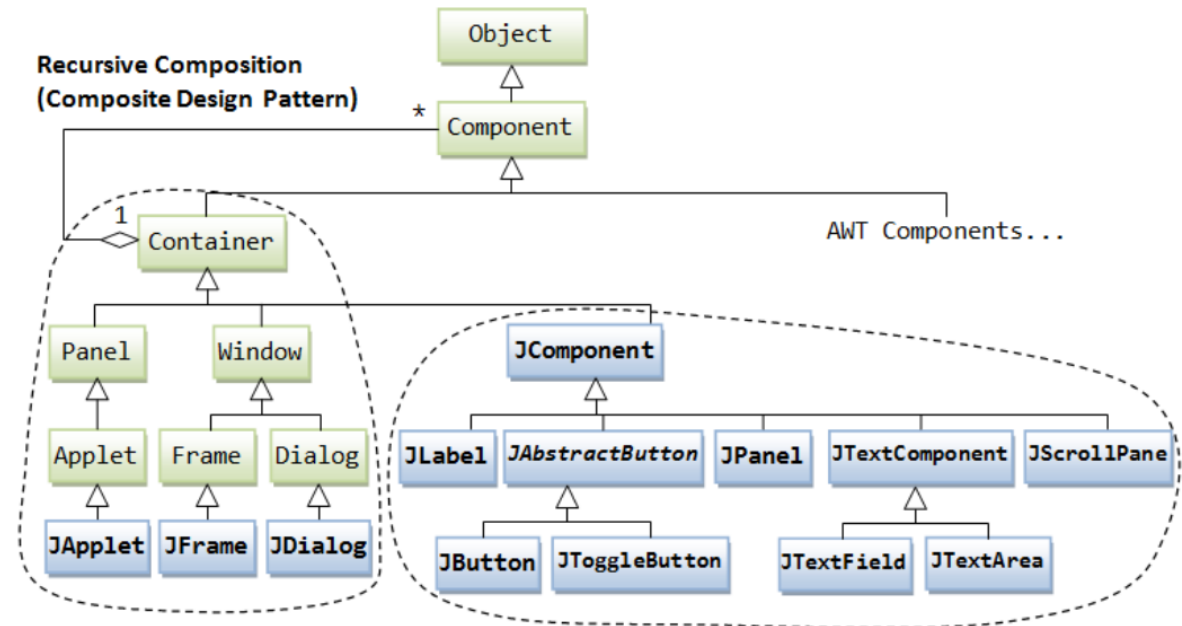 Object
Recursive Composition
(Composite Design Pattern)
*
Component
1
Container
AWT Components...
Panel
Window
JComponent
Applet
Frame
Dialog
JLabel
JAbstractButton
JPanel
JTextComponent
JScrollPane
JApplet
JFrame
JDialog
JButton
JToggleButton
JTextField
JTextArea